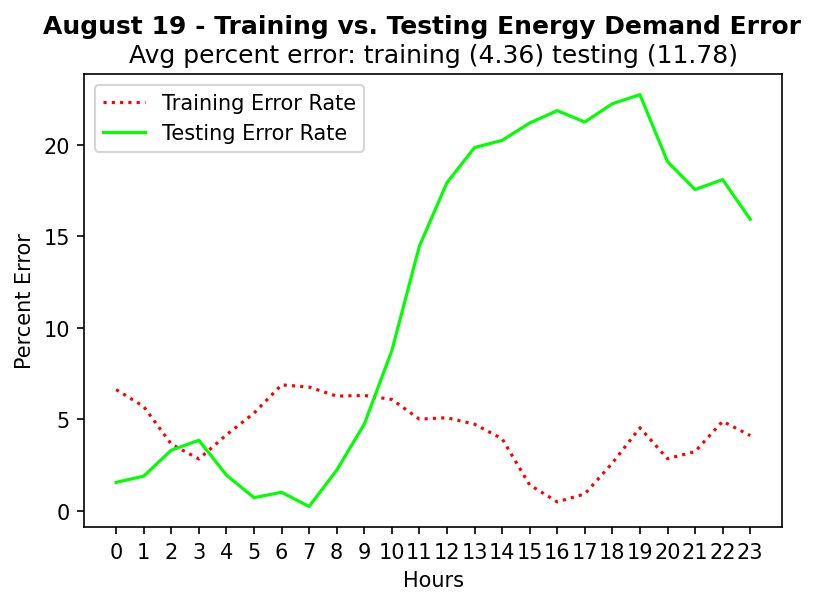 August 19 - Training vs. Testing Energy Demand Error
Avg percent error: training (4.36) testing (11.78)
Training Error Rate
Testing Error Rate
20
15
10
5
0
Percent Error
0 1 2 3 4 5 6 7 8 9 10 11 12 13 14 15 16 17 18 19 20 21 22 23
Hours